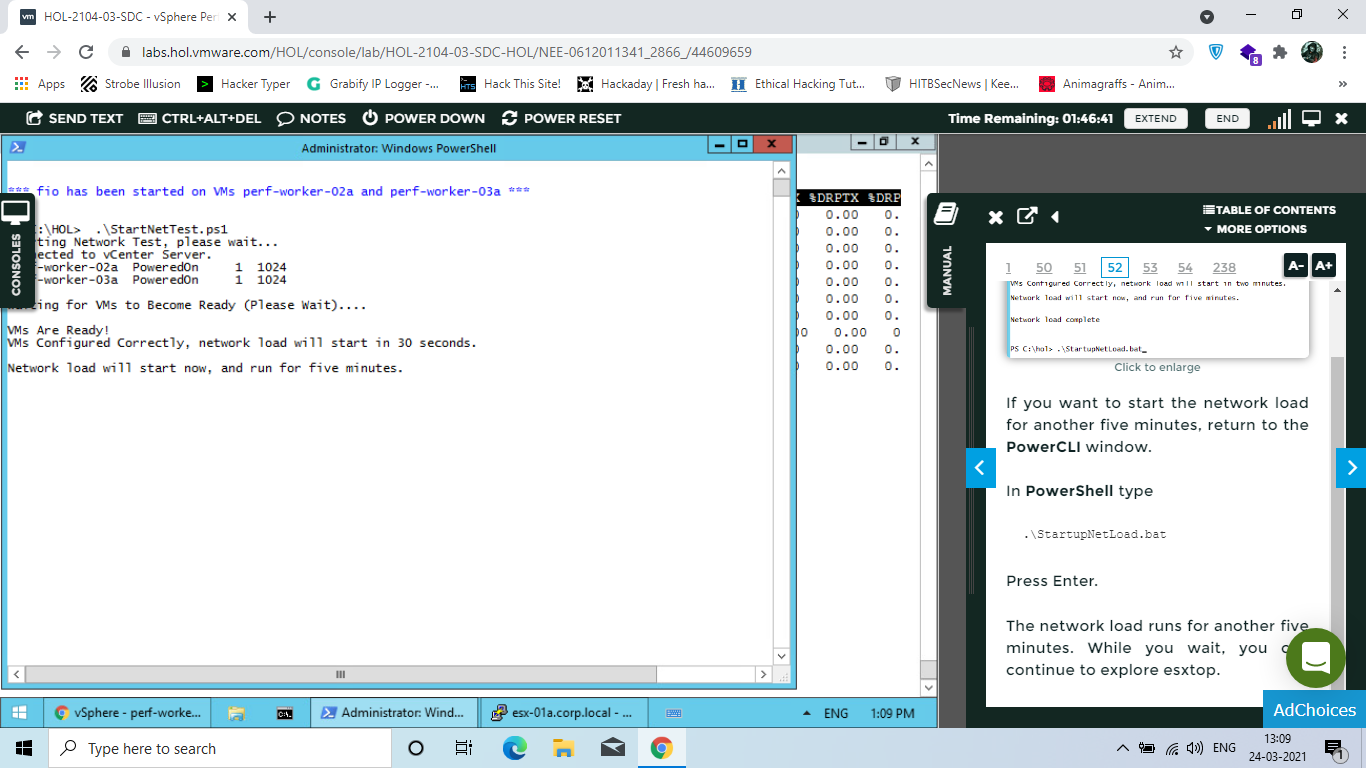 vm HOL-2104-03-SDC - vSphere Per
labs.hol.vmware.com/HOL/console/lab/HOL-2104-03-SDC-HOL/NEE-0612011341_2866_/44609659
8
Apps Strobe Illusion Hacker Typer Grabify IP Logger -... Hack This Site! Hackaday | Fresh ha... Ethical Hacking Tut... HITBSecNews | Kee... Animagraffs - Anim... »
SEND TEXT CTRL+ALT+DEL NOTES POWER DOWN POWER RESET Time Remaining: 01:46:41 EXTEND END
Administrator: Windows PowerShell
*** fio has been started on VMs perf-worker-02a and perf-worker-03a ***
:\HOL> .\StartNetTest.ps1
ting Network Test, please wait...
ected to vCenter Server.
f-worker-02a PoweredOn 1 1024
f-worker-03a PoweredOn 1 1024
ing for VMs to Become Ready (Please Wait)....
VMs Are Ready!
VMs Configured Correctly, network load will start in 30 seconds.
Network load will start now, and run for five minutes.
%DRPTX %DRP
0.00 0.
0.00 0.
0.00 0.
0.00 0.
0.00 0.
0.00 0.
0.00 0.
0 0.00 0
0.00 0.
0.00 0.
CONSOLES
MANUAL
TABLE OF CONTENTS
MORE OPTIONS
1 50 51 52 53 54 238 A- A+
VMs Configured Correctly, network load will start in two minutes.
Network load will start now, and run for five minutes.
Network load complete
PS C:\hol> .\StartupNetLoad.bat_
Click to enlarge
If you want to start the network load
for another five minutes, return to the
PowerCLI window.
In PowerShell type
.\StartupNetLoad.bat
Press Enter.
The network load runs for another five
minutes. While you wait, you
continue to explore esxtop.
AdChoices
vSphere - perf-worke... C:\. Administrator: Wind... esx-01a.corp.local - ... ENG 1:09 PM
Type here to search ENG 13:09
24-03-2021
1